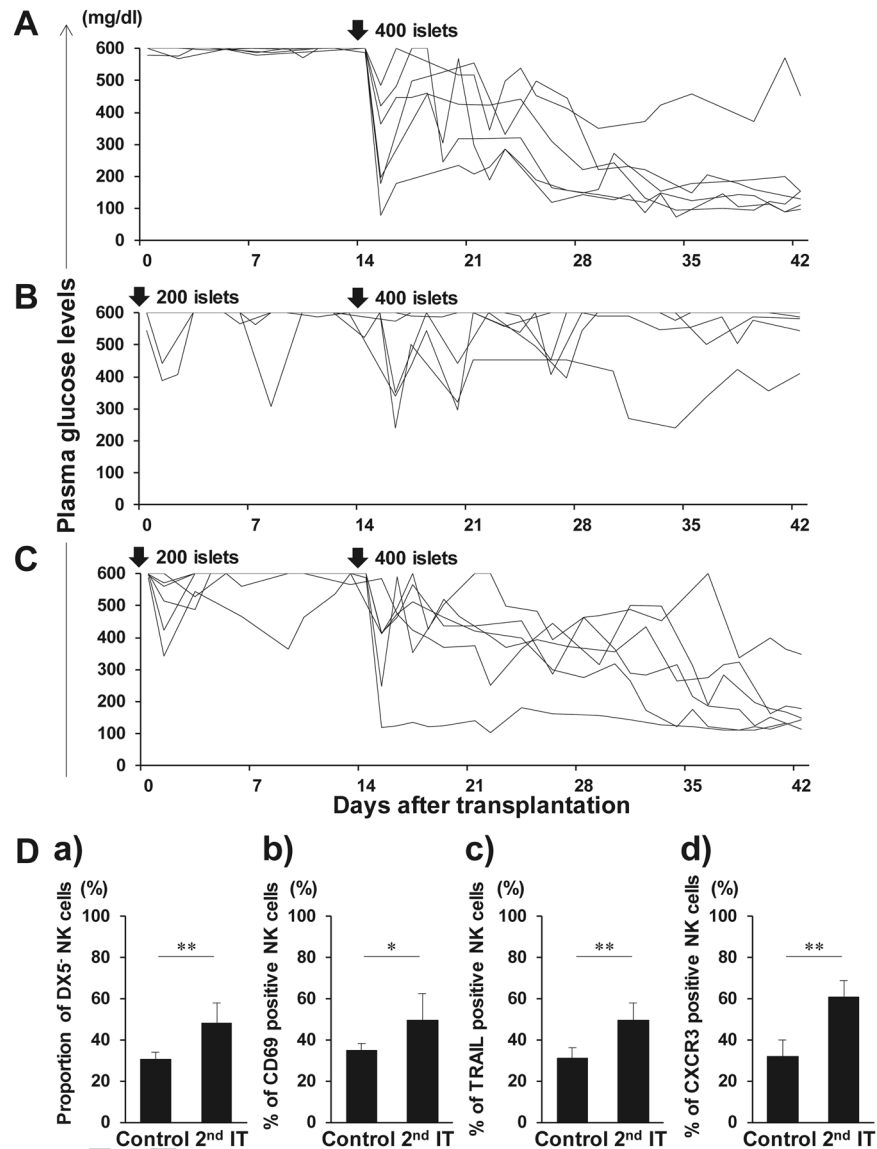 A
(mg/dl)
400 islets
600
500
400
300
200
100
0
0 7 14 21 28 35 42
B
200 islets 400 islets
600
500
400
300
200
100
0
0 7 14 21 28 35 42
Plasma glucose levels
C
200 islets 400 islets
600
500
400
300
200
100
0
0 7 14 21 28 35 42
Days after transplantation
D
a)
(%)
Proportion of DX5⁻ NK cells
100
80
60
40
20
0
**
Control 2ⁿᵈ IT
b)
(%)
% of CD69 positive NK cells
100
80
60
40
20
0
*
Control 2ⁿᵈ IT
c)
(%)
% of TRAIL positive NK cells
100
80
60
40
20
0
**
Control 2ⁿᵈ IT
d)
(%)
% of CXCR3 positive NK cells
100
80
60
40
20
0
**
Control 2ⁿᵈ IT